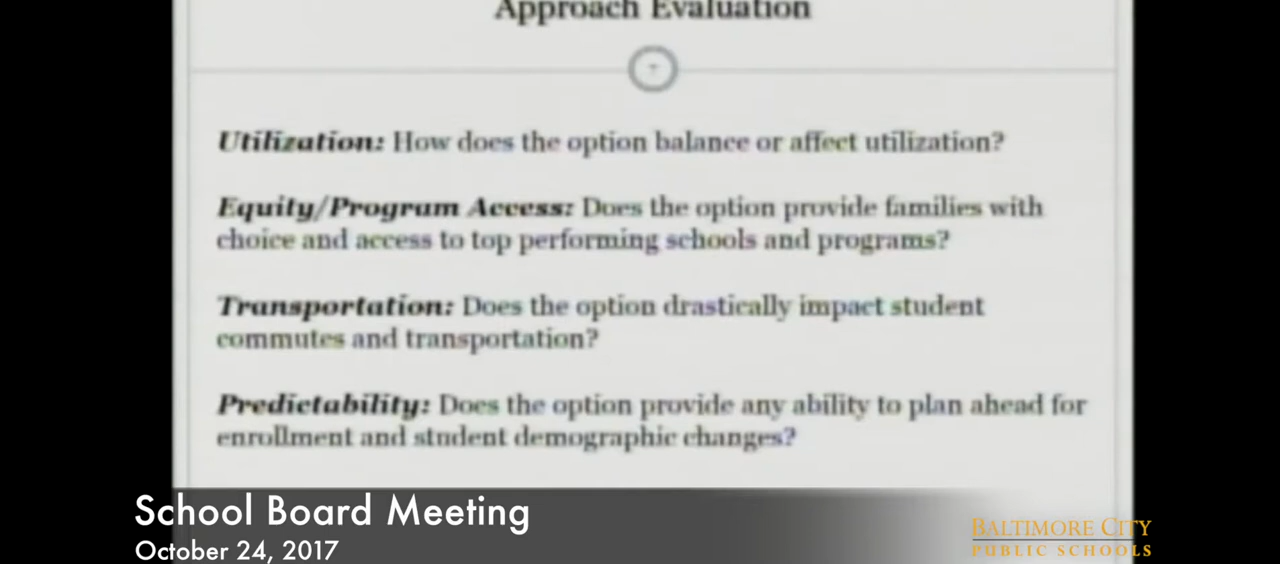 Approach Evaluation
Utilization: How does the option balance or affect utilization?
Equity/Program Access: Does the option provide families with
choice and access to top performing schools and programs?
Transportation: Does the option drastically impact student
commutes and transportation?
Predictability: Does the option provide any ability to plan ahead for
enrollment and student demographic changes?
School Board Meeting
October 24, 2017
BALTIMORE CITY
PUBLIC SCHOOLS